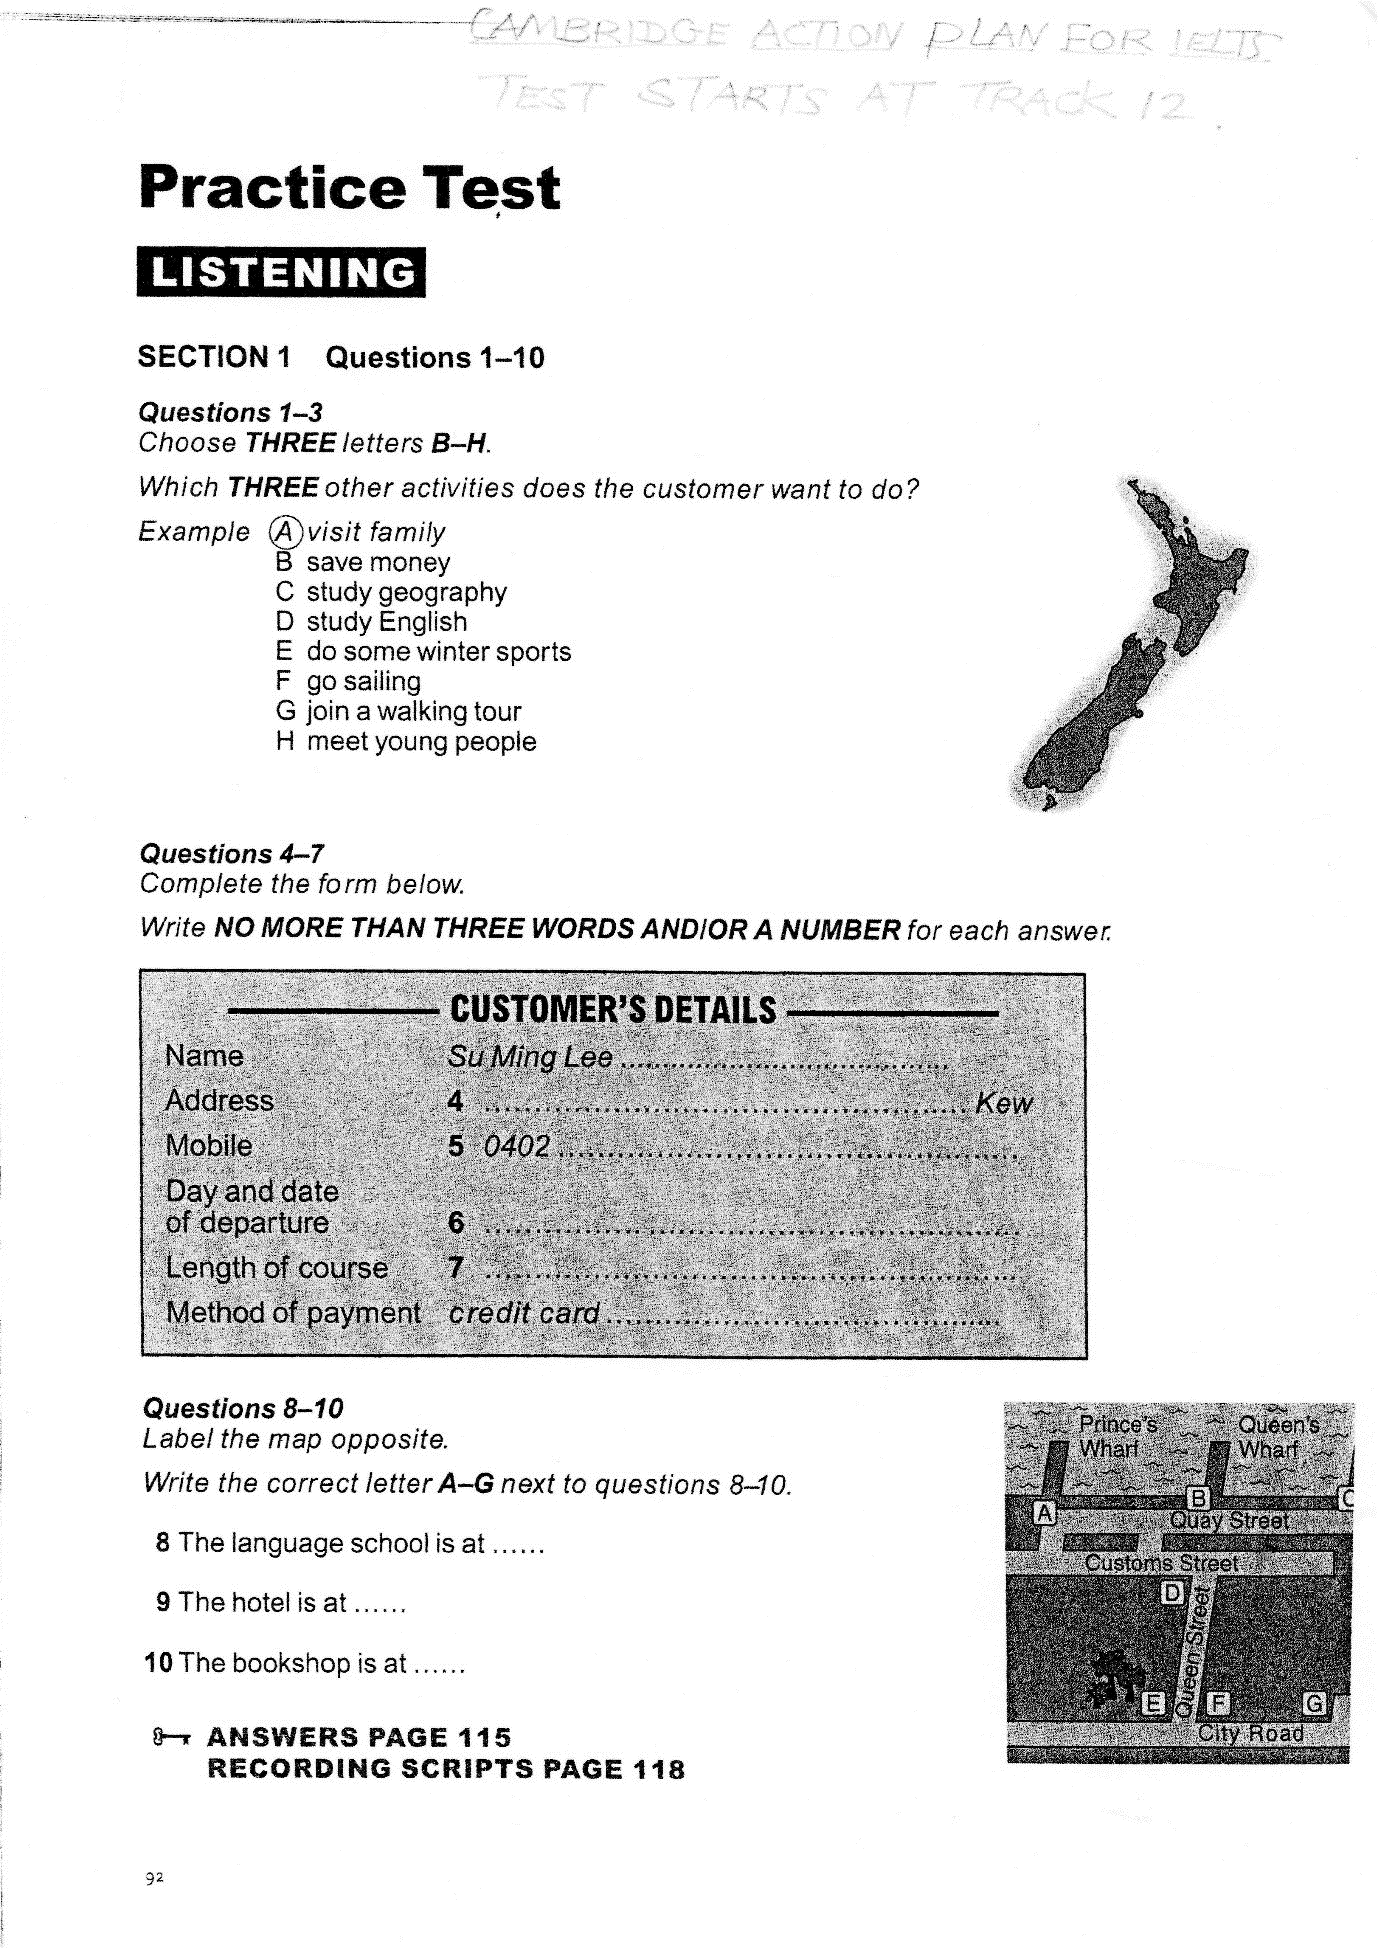 CAMBRIDGE ACTION PLAN FOR IELTS
TEST STARTS AT TRACK 12.
Practice Test
LISTENING
SECTION 1 Questions 1–10
Questions 1–3
Choose THREE letters B–H.
Which THREE other activities does the customer want to do?
Example A visit family
B save money
C study geography
D study English
E do some winter sports
F go sailing
G join a walking tour
H meet young people
Questions 4–7
Complete the form below.
Write NO MORE THAN THREE WORDS AND/OR A NUMBER for each answer.
CUSTOMER'S DETAILS
Name Su Ming Lee ........................................
Address 4 ................................................ Kew
Mobile 5 0402 ..............................................
Day and date
of departure 6 ......................................................
Length of course 7 ......................................................
Method of payment credit card ........................................
Questions 8–10
Label the map opposite.
Write the correct letter A–G next to questions 8–10.
8 The language school is at ......
9 The hotel is at ......
10 The bookshop is at ......
Prince's
Wharf
Queen's
Wharf
A
B
C
Quay Street
Customs Street
D
Queen Street
E
F
G
City Road
ANSWERS PAGE 115
RECORDING SCRIPTS PAGE 118
92